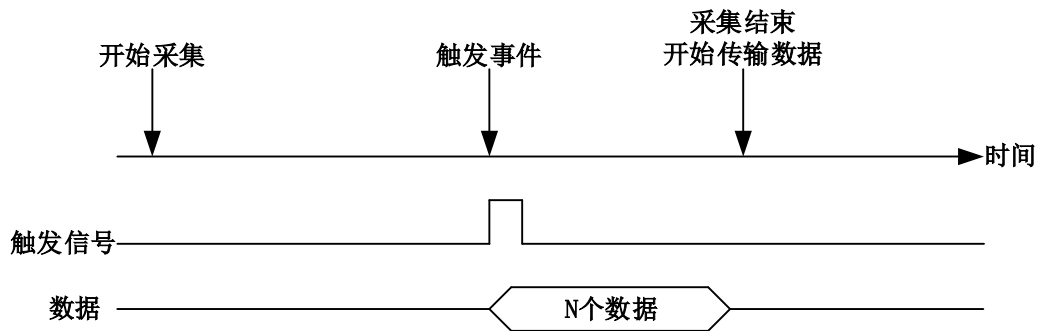 采集结束
开始采集
触发事件
开始传输数据
时间
触发信号
数据
N个数据